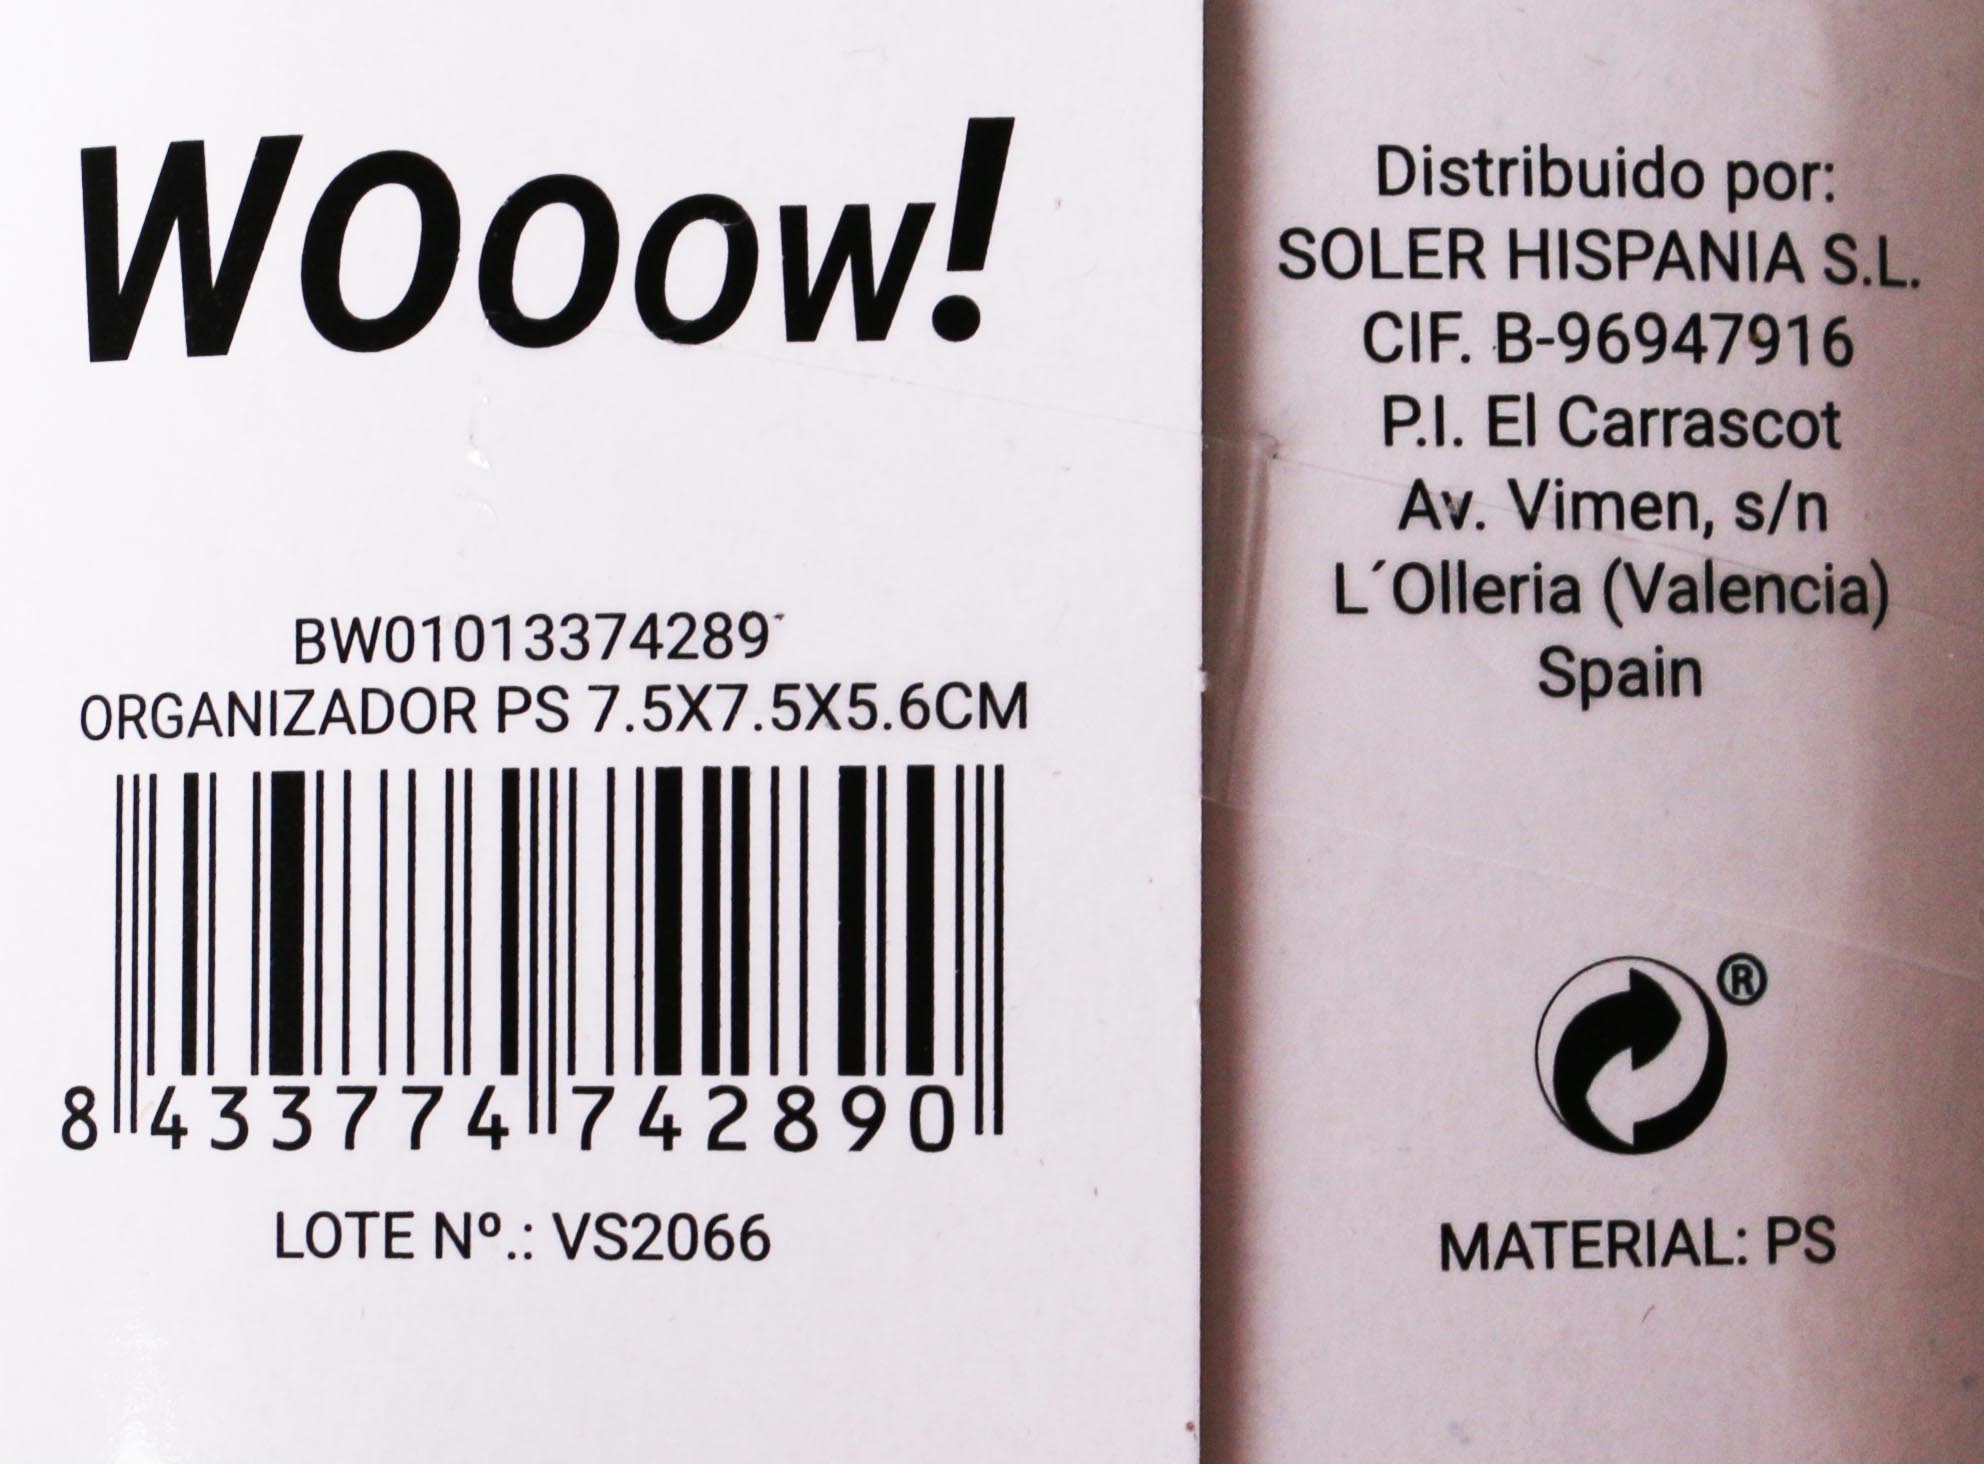 WOoow!
BW01013374289
ORGANIZADOR PS 7.5X7.5X5.6CM
8 433774 742890
LOTE Nº.: VS2066
Distribuido por:
SOLER HISPANIA S.L.
CIF. B-96947916
P.I. El Carrascot
Av. Vimen, s/n
L´Olleria (Valencia)
Spain
®
MATERIAL: PS